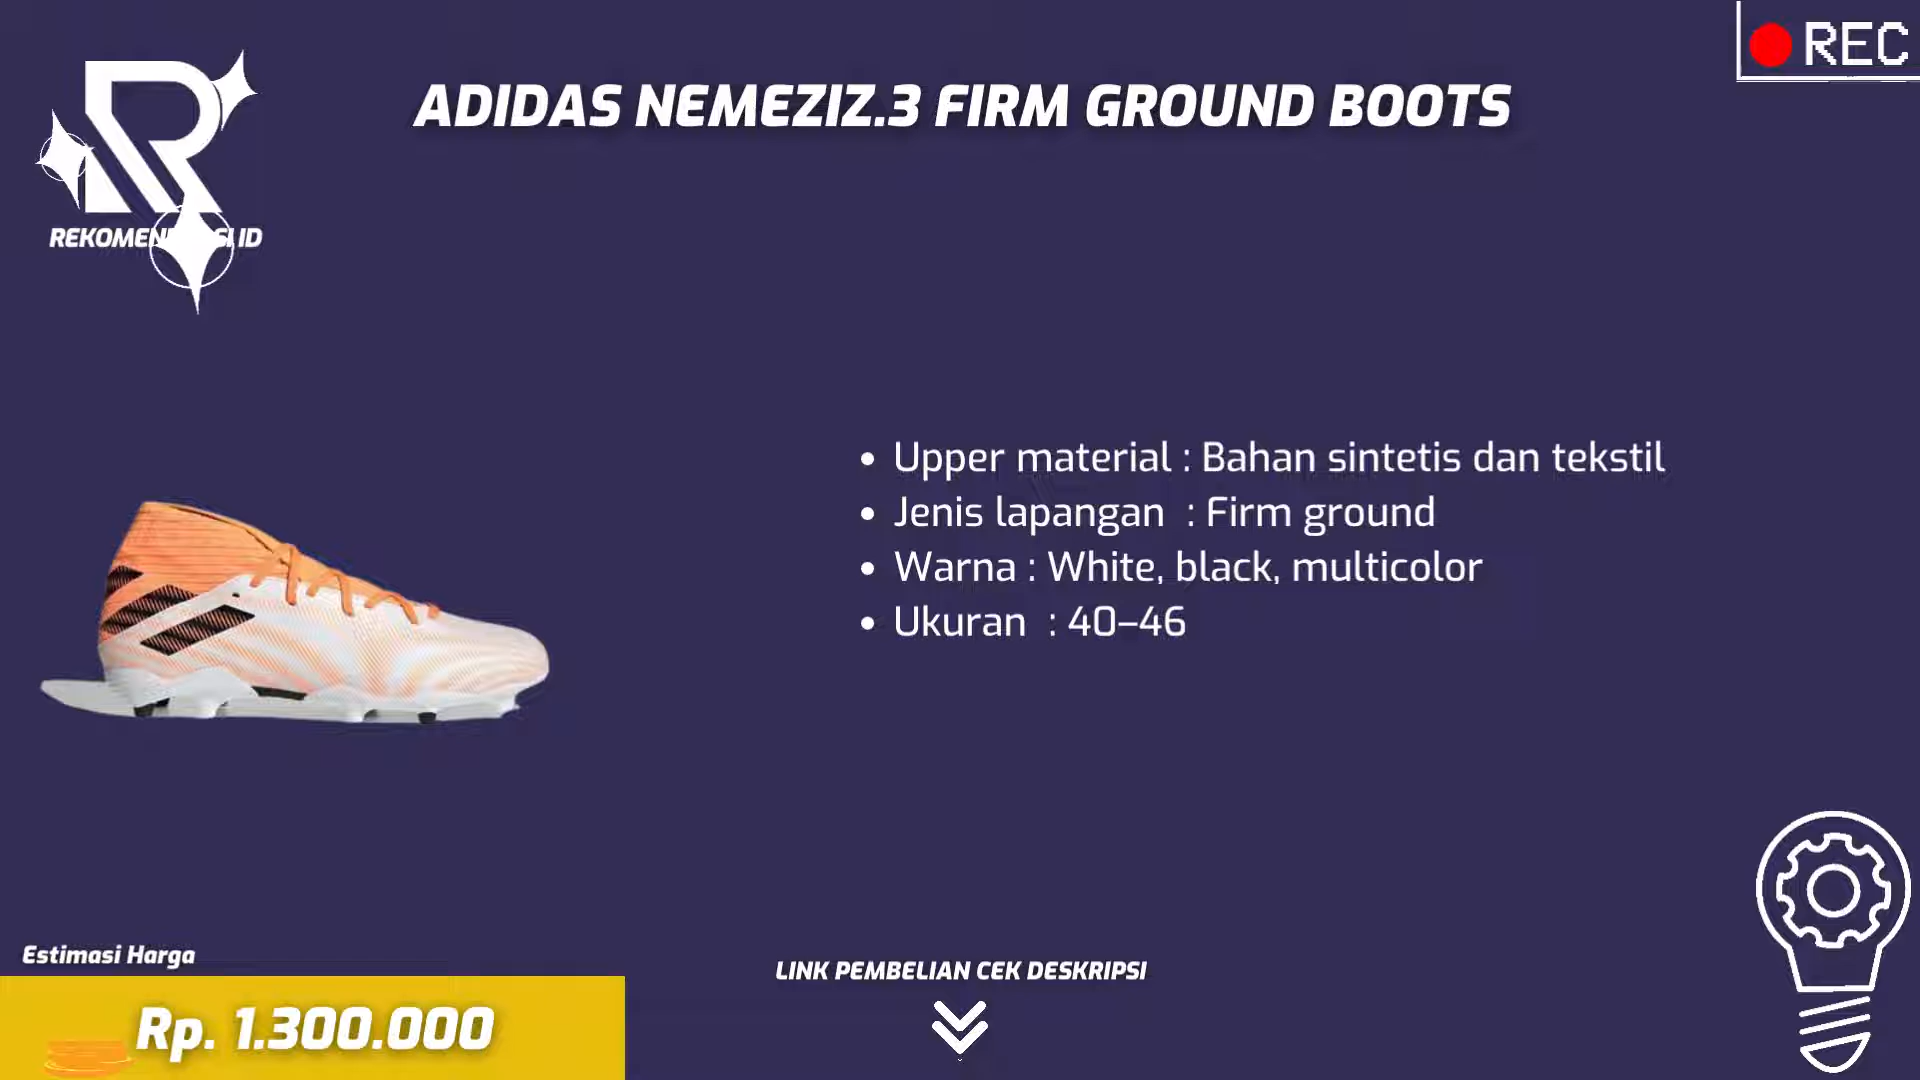 REC
ADIDAS NEMEZIZ.3 FIRM GROUND BOOTS
ID
• Upper material : Bahan sintetis dan tekstil
• Jenis lapangan : Firm ground
• Warna : White, black, multicolor
• Ukuran : 40–46
Estimasi Harga
Rp. 1.300.000
LINK PEMBELIAN CEK DESKRIPSI